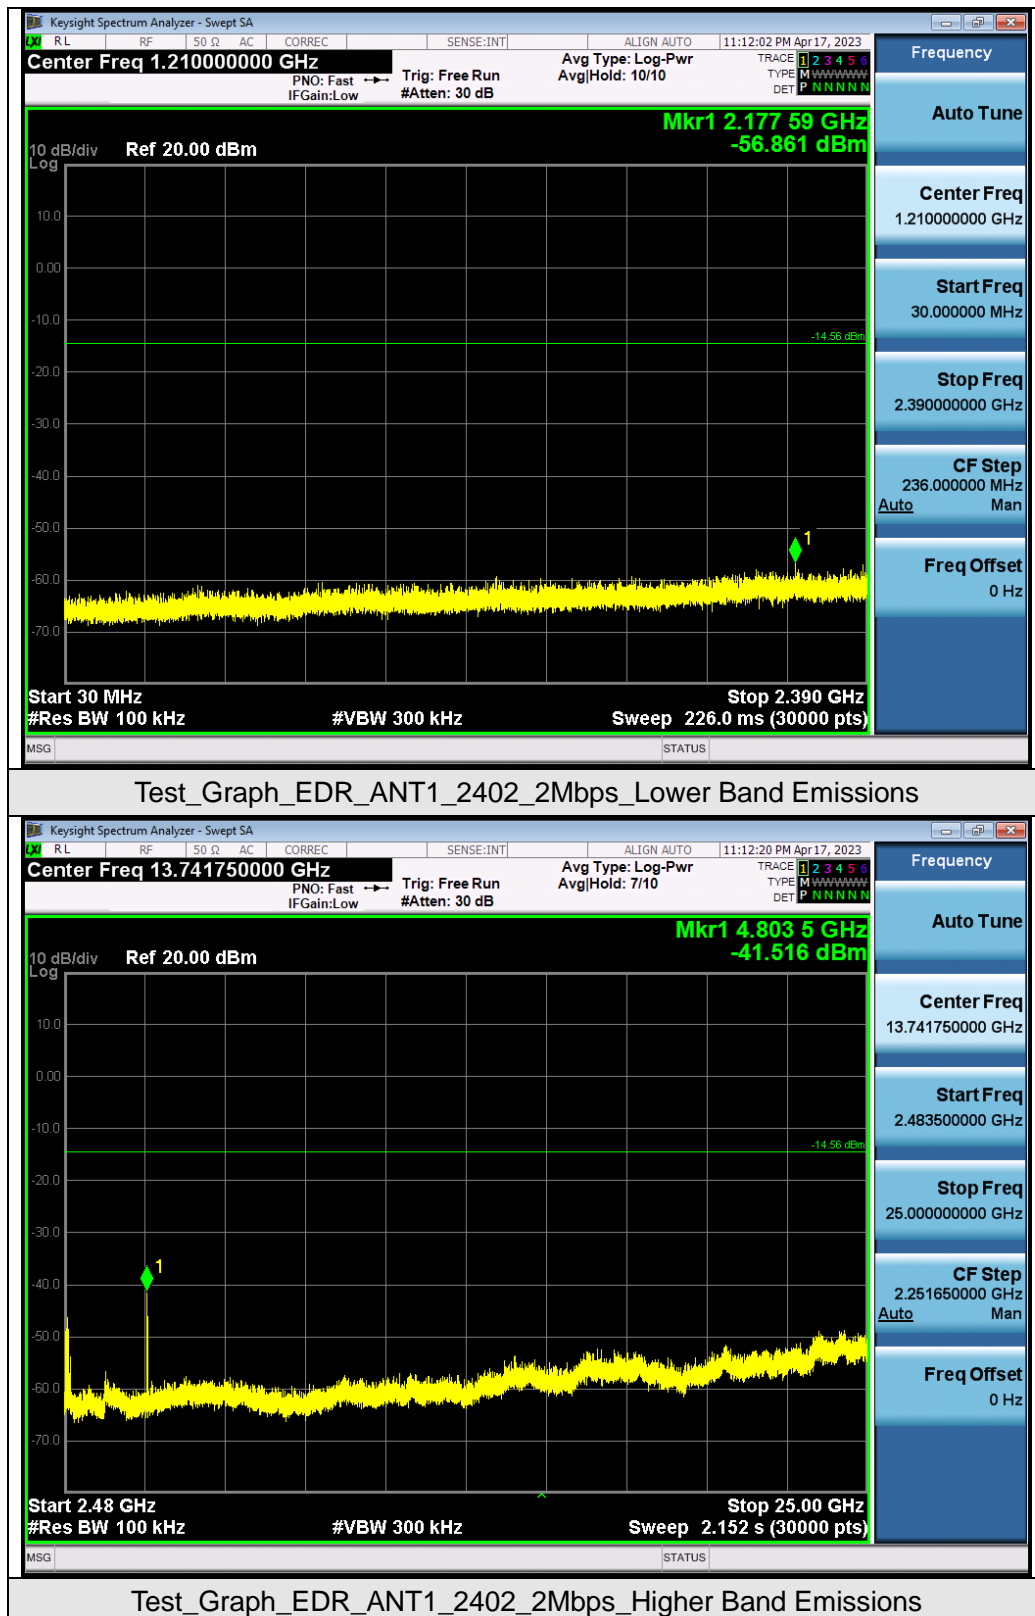 Keysight Spectrum Analyzer - Swept SA
LXI RL RF 50 Ω AC CORREC SENSE:INT ALIGN AUTO 11:12:02 PM Apr 17, 2023
Center Freq 1.210000000 GHz
PNO: Fast
IFGain:Low
Trig: Free Run
#Atten: 30 dB
Avg Type: Log-Pwr
Avg|Hold: 10/10
TRACE 1 2 3 4 5 6
TYPE M WWWWW
DET P N N N N N
Mkr1 2.177 59 GHz
-56.861 dBm
10 dB/div Ref 20.00 dBm
Log
10.0
0.00
-10.0
-14.56 dBm
-20.0
-30.0
-40.0
-50.0
1
-60.0
-70.0
Start 30 MHz Stop 2.390 GHz
#Res BW 100 kHz #VBW 300 kHz Sweep 226.0 ms (30000 pts)
MSG STATUS
Frequency
Auto Tune
Center Freq
1.210000000 GHz
Start Freq
30.000000 MHz
Stop Freq
2.390000000 GHz
CF Step
236.000000 MHz
Auto Man
Freq Offset
0 Hz
Test_Graph_EDR_ANT1_2402_2Mbps_Lower Band Emissions
Keysight Spectrum Analyzer - Swept SA
LXI RL RF 50 Ω AC CORREC SENSE:INT ALIGN AUTO 11:12:20 PM Apr 17, 2023
Center Freq 13.741750000 GHz
PNO: Fast
IFGain:Low
Trig: Free Run
#Atten: 30 dB
Avg Type: Log-Pwr
Avg|Hold: 7/10
TRACE 1 2 3 4 5 6
TYPE M WWWWW
DET P N N N N N
Mkr1 4.803 5 GHz
-41.516 dBm
10 dB/div Ref 20.00 dBm
Log
10.0
0.00
-10.0
-14.56 dBm
-20.0
-30.0
1
-40.0
-50.0
-60.0
-70.0
Start 2.48 GHz Stop 25.00 GHz
#Res BW 100 kHz #VBW 300 kHz Sweep 2.152 s (30000 pts)
MSG STATUS
Frequency
Auto Tune
Center Freq
13.741750000 GHz
Start Freq
2.483500000 GHz
Stop Freq
25.000000000 GHz
CF Step
2.251650000 GHz
Auto Man
Freq Offset
0 Hz
Test_Graph_EDR_ANT1_2402_2Mbps_Higher Band Emissions